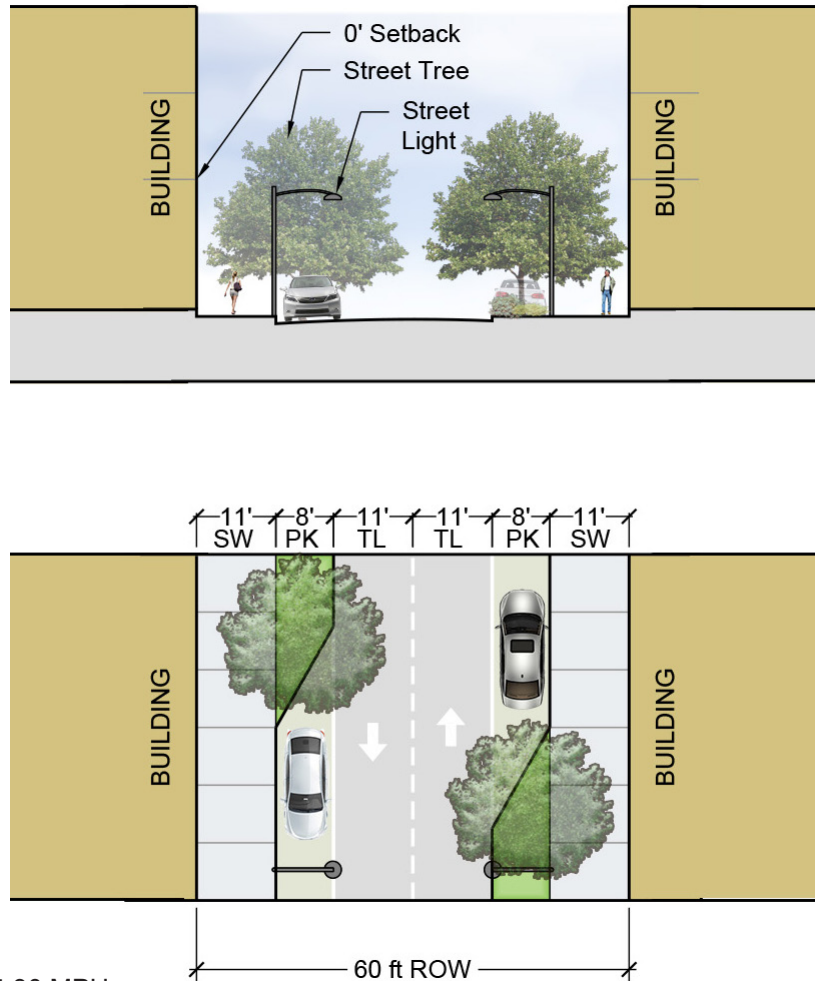 0' Setback
Street Tree
Street
Light
BUILDING
BUILDING
11' 8' 11' 11' 8' 11'
SW PK TL TL PK SW
BUILDING
BUILDING
60 ft ROW